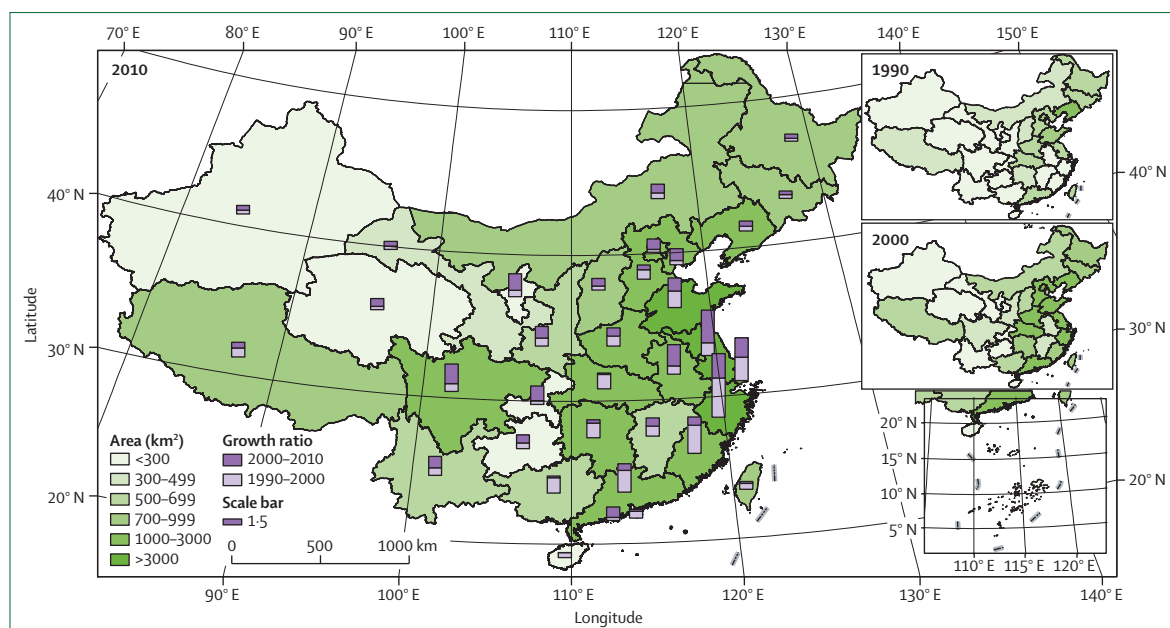 70° E 80° E 90° E 100° E 110° E 120° E 130° E 140° E 150° E
2010
1990
2000
40° N
30° N
20° N
Latitude
40° N
30° N
20° N
20° N
15° N
10° N
5° N
110° E 115° E 120° E
Area (km²)
<300
300–499
500–699
700–999
1000–3000
>3000
Growth ratio
2000–2010
1990–2000
Scale bar
1·5
0 500 1000 km
90° E 100° E 110° E 120° E 130° E 140° E
Longitude